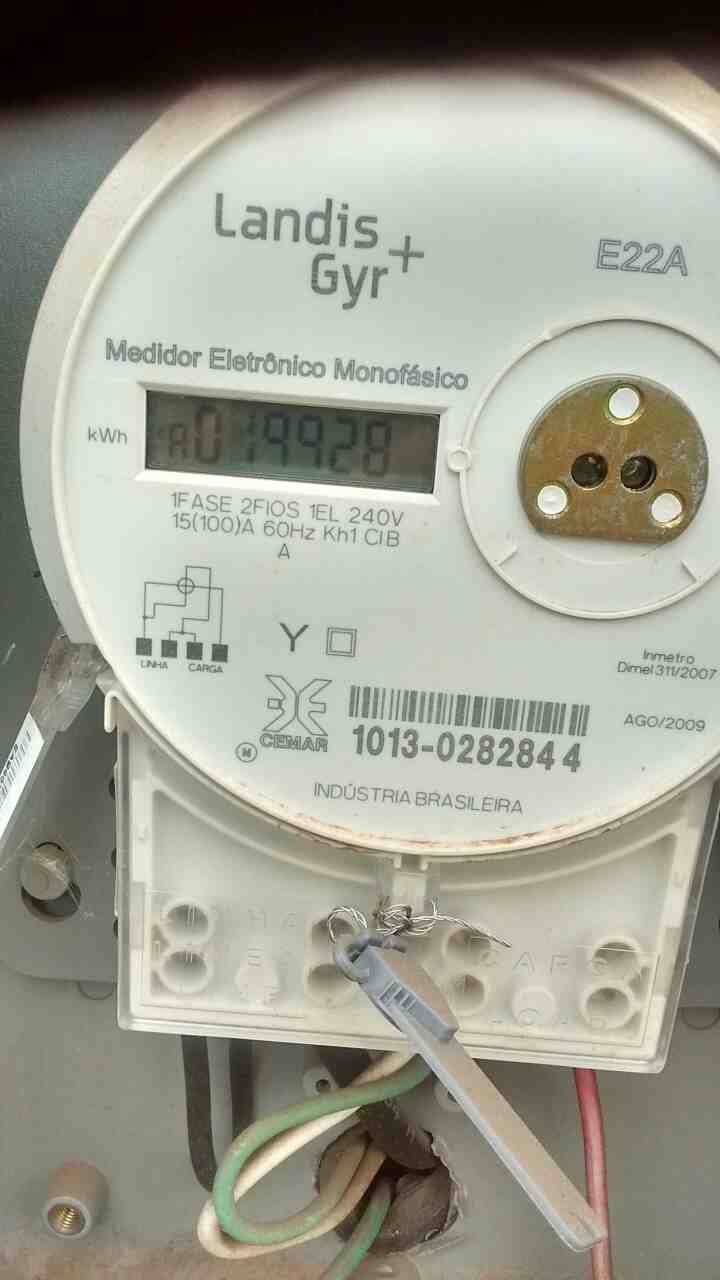 Landis
Gyr+
E22A
Medidor Eletrônico Monofásico
kWh
A019928
1FASE 2FIOS 1EL 240V
15(100)A 60Hz Kh1 CIB
A
LINHA CARGA
Y
Inmetro
Dimel 311/2007
AGO/2009
M
CEMAR
1013-0282844
INDÚSTRIA BRASILEIRA